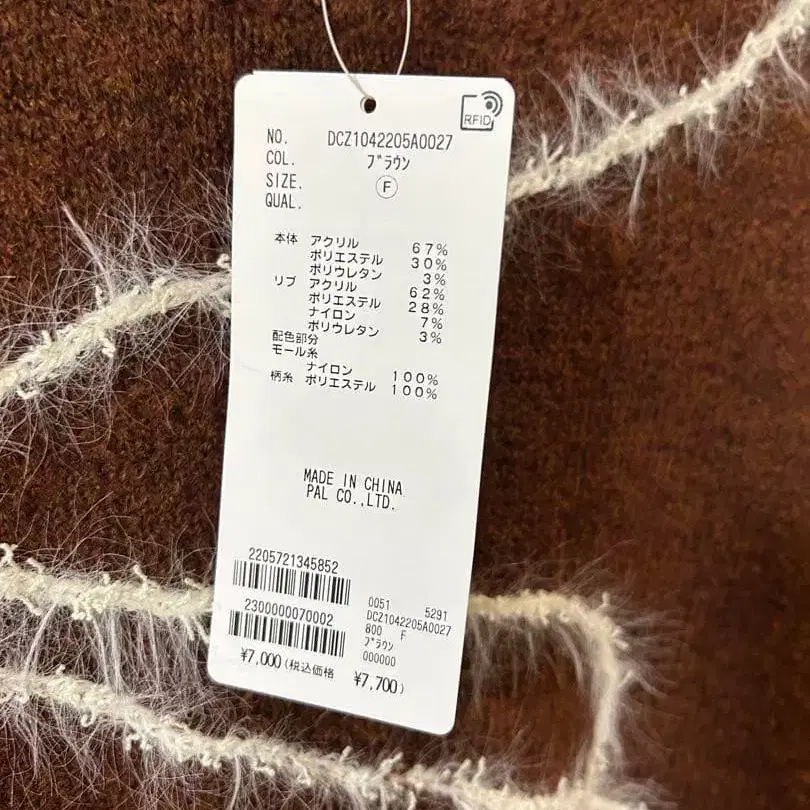 RFID
NO. DCZ1042205A0027
COL. ブラウン
SIZE. F
QUAL.
本体 アクリル 67%
ポリエステル 30%
ポリウレタン 3%
リブ アクリル 62%
ポリエステル 28%
ナイロン 7%
ポリウレタン 3%
配色部分
モール糸
ナイロン 100%
柄糸 ポリエステル 100%
MADE IN CHINA
PAL CO.,LTD.
2205721345852
2300000070002
0051 5291
DCZ1042205A0027
800 F
ブラウン
000000
¥7,000(税込価格 ¥7,700)